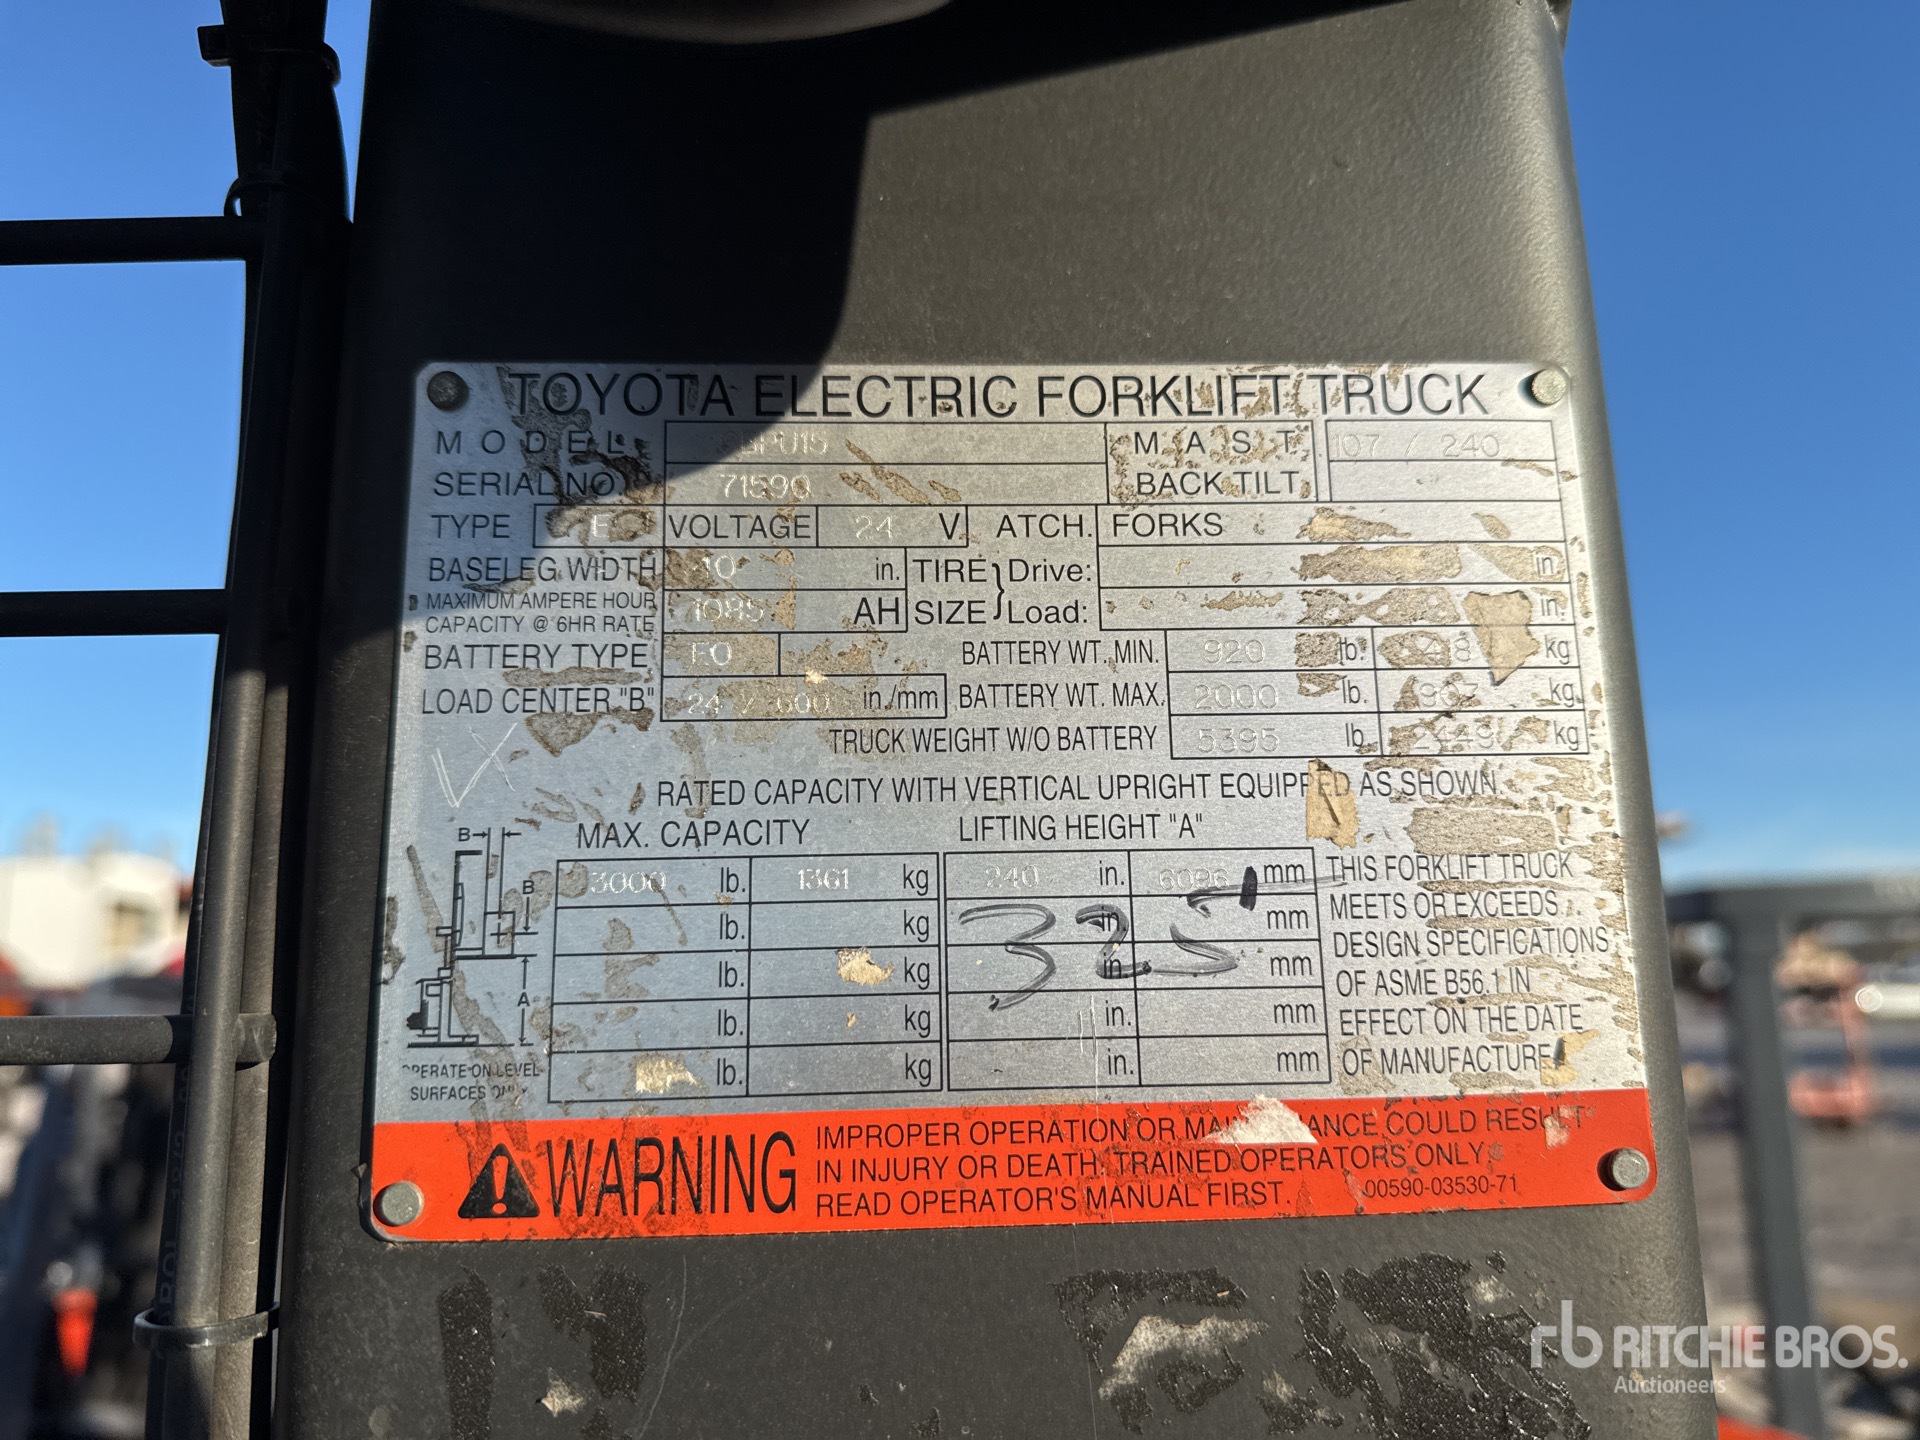 TOYOTA ELECTRIC FORKLIFT TRUCK
MODEL BPU15 MAST 107 / 240
SERIAL NO. 71590 BACK TILT
TYPE E VOLTAGE 24 V ATCH. FORKS
BASELEG WIDTH 40 in. TIRE Drive: in.
MAXIMUM AMPERE HOUR
CAPACITY @ 6HR RATE 1085 AH SIZE Load: in.
BATTERY TYPE EO BATTERY WT. MIN. 920 lb. 418 kg
LOAD CENTER "B" 24 / 600 in./mm BATTERY WT. MAX. 2000 lb. 907 kg
TRUCK WEIGHT W/O BATTERY 5395 lb. 2449 kg
RATED CAPACITY WITH VERTICAL UPRIGHT EQUIPPED AS SHOWN.
MAX. CAPACITY LIFTING HEIGHT "A"
3000 lb. 1361 kg 240 in. 6096 mm
lb. kg in. mm
lb. kg in. mm
lb. kg in. mm
lb. kg in. mm
325
B
B
A
OPERATE ON LEVEL
SURFACES ONLY
THIS FORKLIFT TRUCK
MEETS OR EXCEEDS
DESIGN SPECIFICATIONS
OF ASME B56.1 IN
EFFECT ON THE DATE
OF MANUFACTURE
WARNING
IMPROPER OPERATION OR MAINTENANCE COULD RESULT
IN INJURY OR DEATH. TRAINED OPERATORS ONLY.
READ OPERATOR'S MANUAL FIRST. 00590-03530-71
rb RITCHIE BROS.
Auctioneers